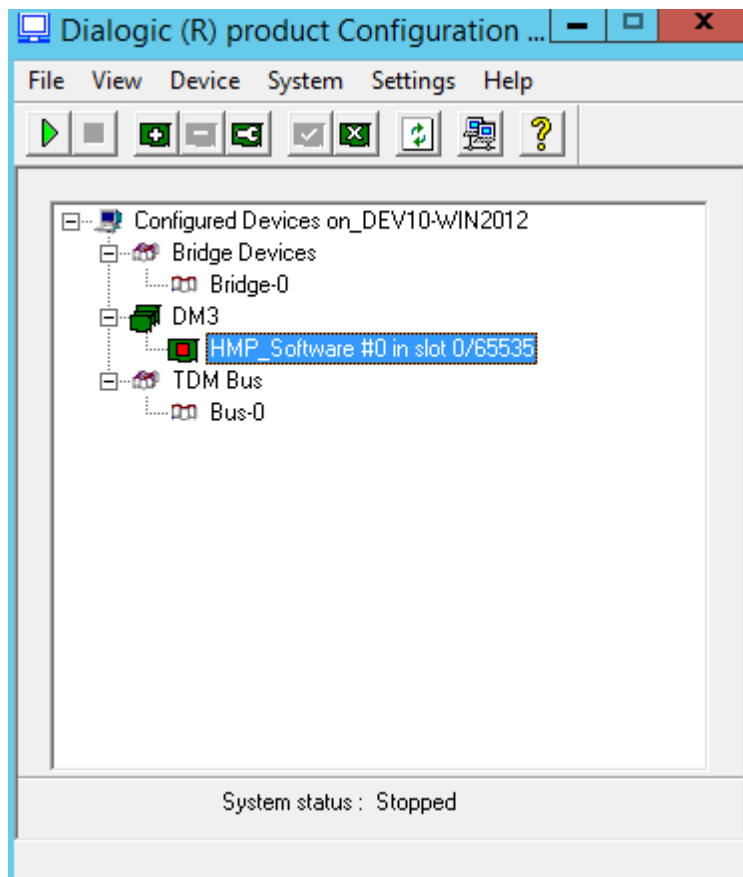 Dialogic (R) product Configuration ...
File View Device System Settings Help
Configured Devices on_DEV10-WIN2012
Bridge Devices
Bridge-0
DM3
HMP_Software #0 in slot 0/65535
TDM Bus
Bus-0
System status : Stopped